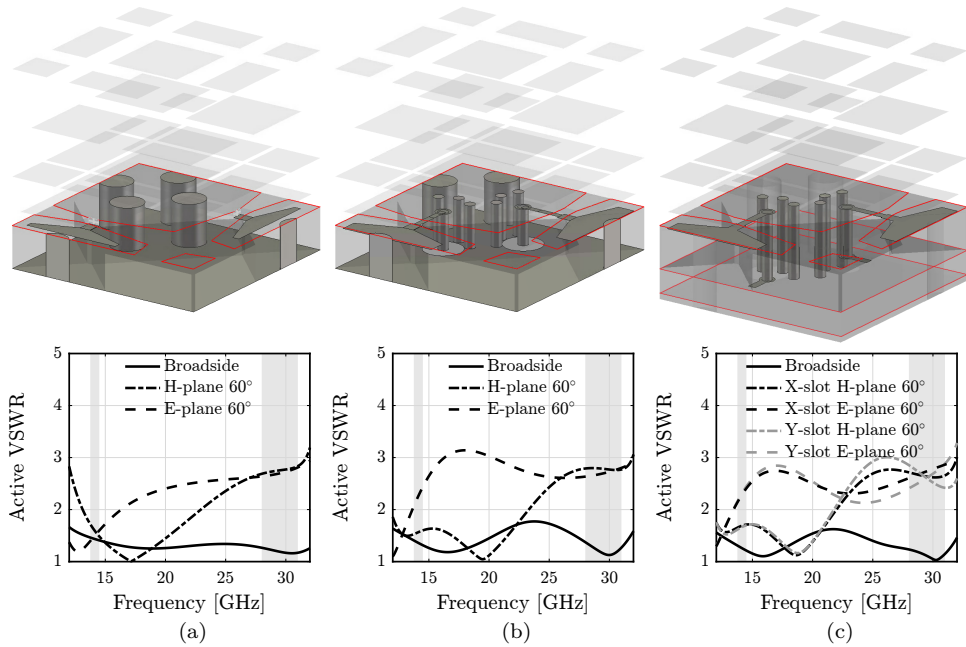 5
4
3
2
1
Active VSWR
Broadside
H-plane 60°
E-plane 60°
15
20
25
30
Frequency [GHz]
(a)
5
4
3
2
1
Active VSWR
Broadside
H-plane 60°
E-plane 60°
15
20
25
30
Frequency [GHz]
(b)
5
4
3
2
1
Active VSWR
Broadside
X-slot H-plane 60°
X-slot E-plane 60°
Y-slot H-plane 60°
Y-slot E-plane 60°
15
20
25
30
Frequency [GHz]
(c)